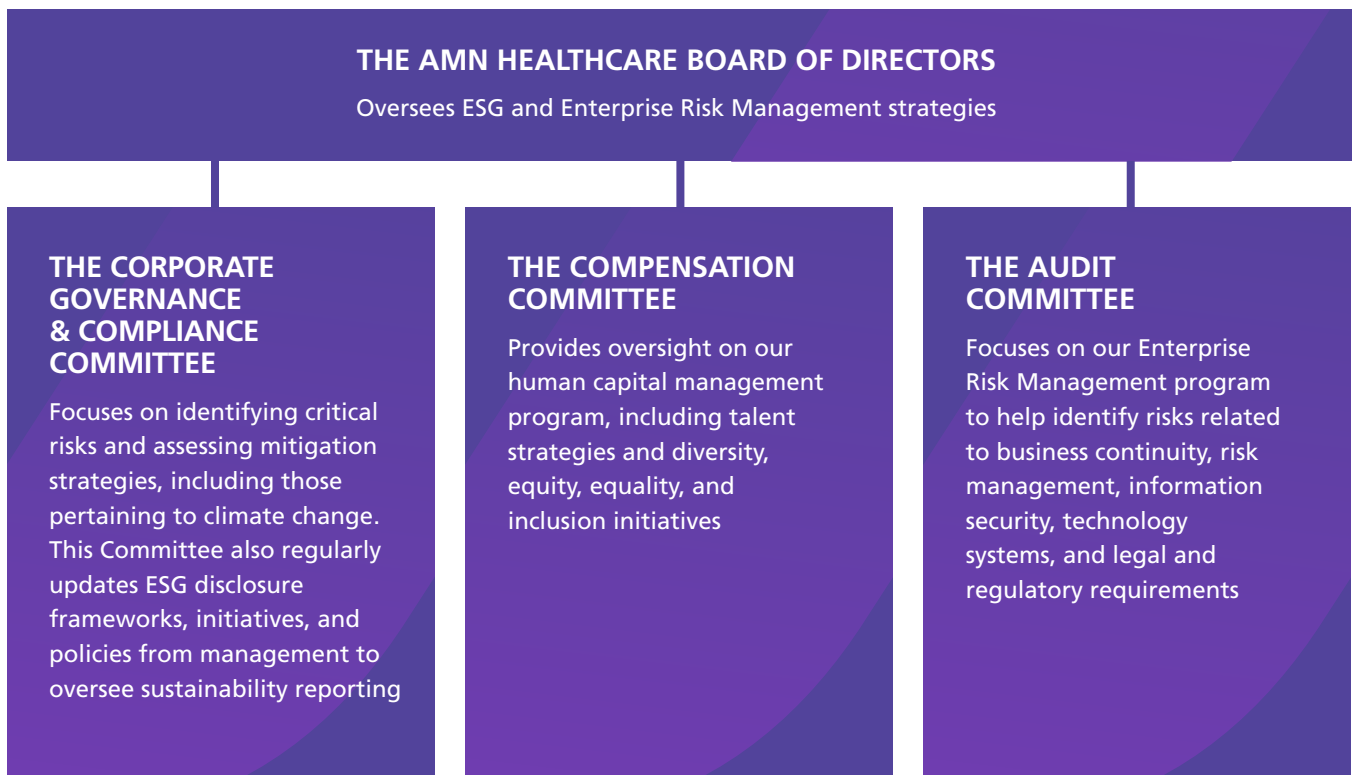 THE AMN HEALTHCARE BOARD OF DIRECTORS
Oversees ESG and Enterprise Risk Management strategies
THE CORPORATE
GOVERNANCE
& COMPLIANCE
COMMITTEE
Focuses on identifying critical
risks and assessing mitigation
strategies, including those
pertaining to climate change.
This Committee also regularly
updates ESG disclosure
frameworks, initiatives, and
policies from management to
oversee sustainability reporting
THE COMPENSATION
COMMITTEE
Provides oversight on our
human capital management
program, including talent
strategies and diversity,
equity, equality, and
inclusion initiatives
THE AUDIT
COMMITTEE
Focuses on our Enterprise
Risk Management program
to help identify risks related
to business continuity, risk
management, information
security, technology
systems, and legal and
regulatory requirements